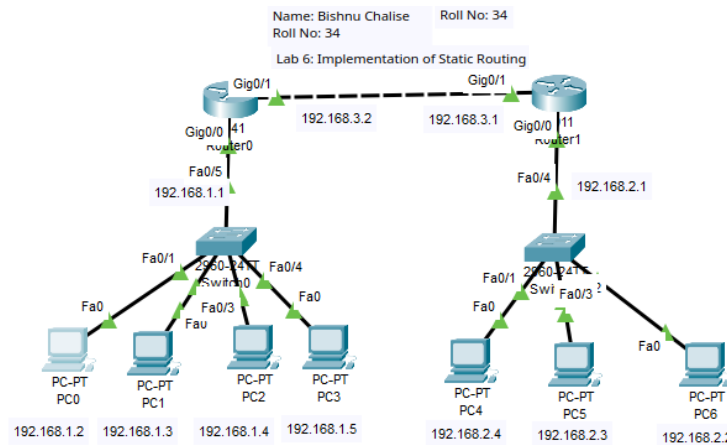 Name: Bishnu Chalise Roll No: 34
Roll No: 34
Lab 6: Implementation of Static Routing
Gig0/1
Gig0/1
192.168.3.2
192.168.3.1
Gig0/0
41
Router0
Gig0/0
Router1
Fa0/5
192.168.1.1
Fa0/4
192.168.2.1
Fa0/1
2960-24TT
Switch0
Fa0/4
Fa0
Fa0/3
Fa0
Fa0/1
2960-24TT
Fa0
Fa0/3
Fa0
PC-PT
PC0
PC-PT
PC1
PC-PT
PC2
PC-PT
PC3
PC-PT
PC4
PC-PT
PC5
PC-PT
PC6
192.168.1.2
192.168.1.3
192.168.1.4
192.168.1.5
192.168.2.4
192.168.2.3